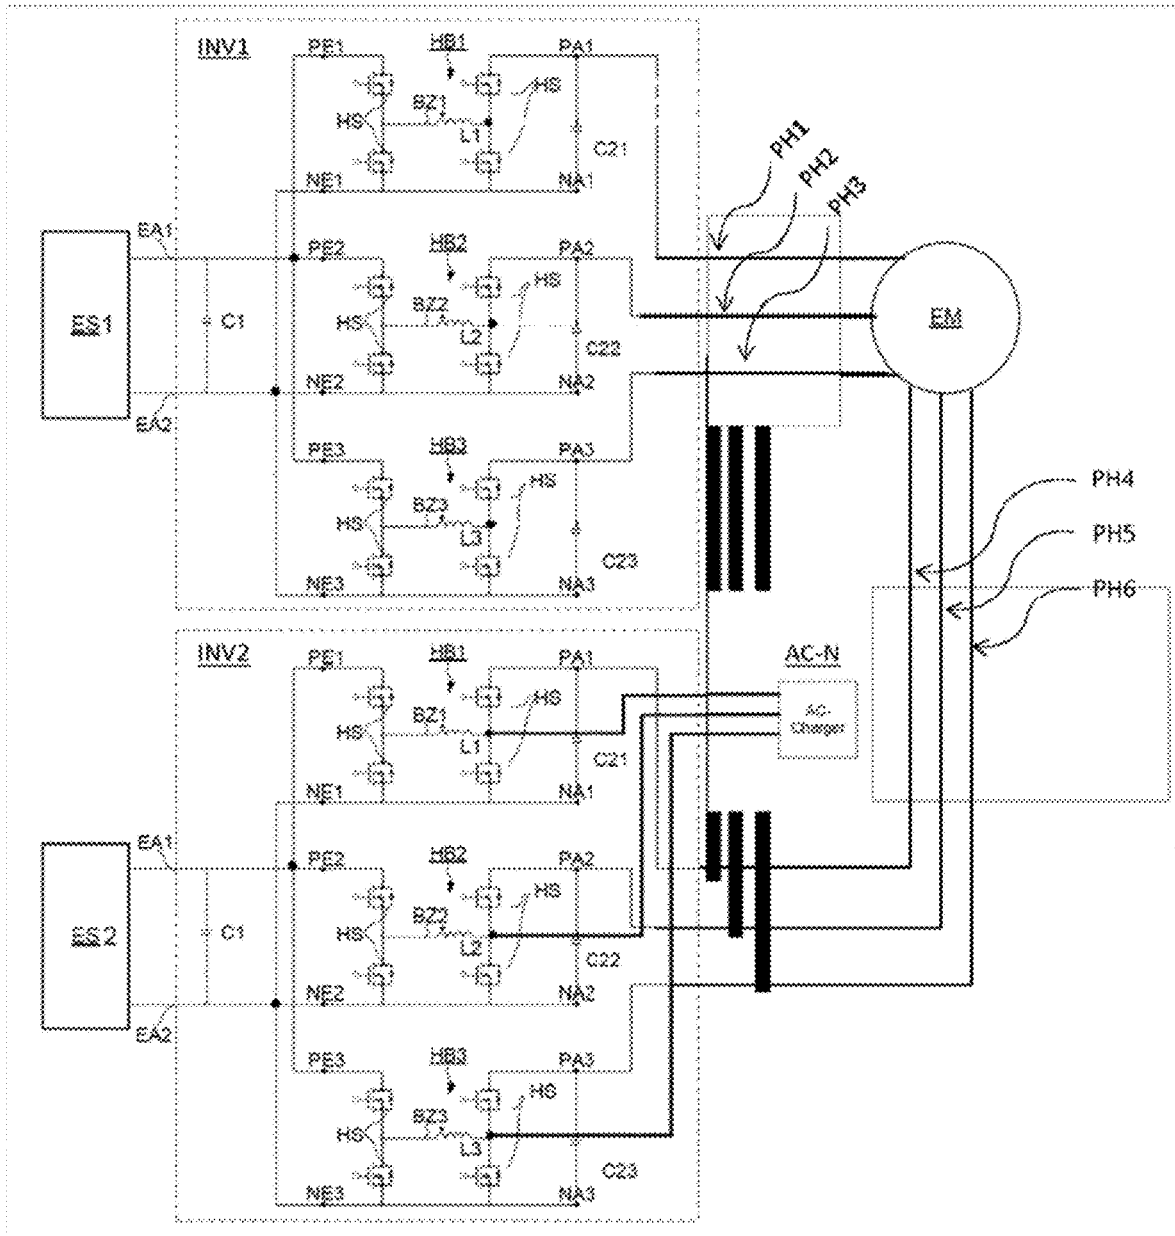 INV1
PE1
HB1
PA1
HS
BZ1
HS
L1
C21
NE1
NA1
PH1
PH2
PH3
EA1
PE2
HB2
PA2
HS
ES1
C1
BZ2
HS
L2
C22
EM
NE2
NA2
EA2
PE3
HB3
PA3
HS
BZ3
HS
L3
C23
NE3
NA3
PH4
PH5
PH6
INV2
PE1
HB1
PA1
AC-N
HS
BZ1
HS
L1
AC-
Charger
C21
NE1
NA1
EA1
PE2
HB2
PA2
HS
ES2
C1
BZ2
HS
L2
C22
NE2
NA2
EA2
PE3
HB3
PA3
HS
BZ3
HS
L3
C23
NE3
NA3